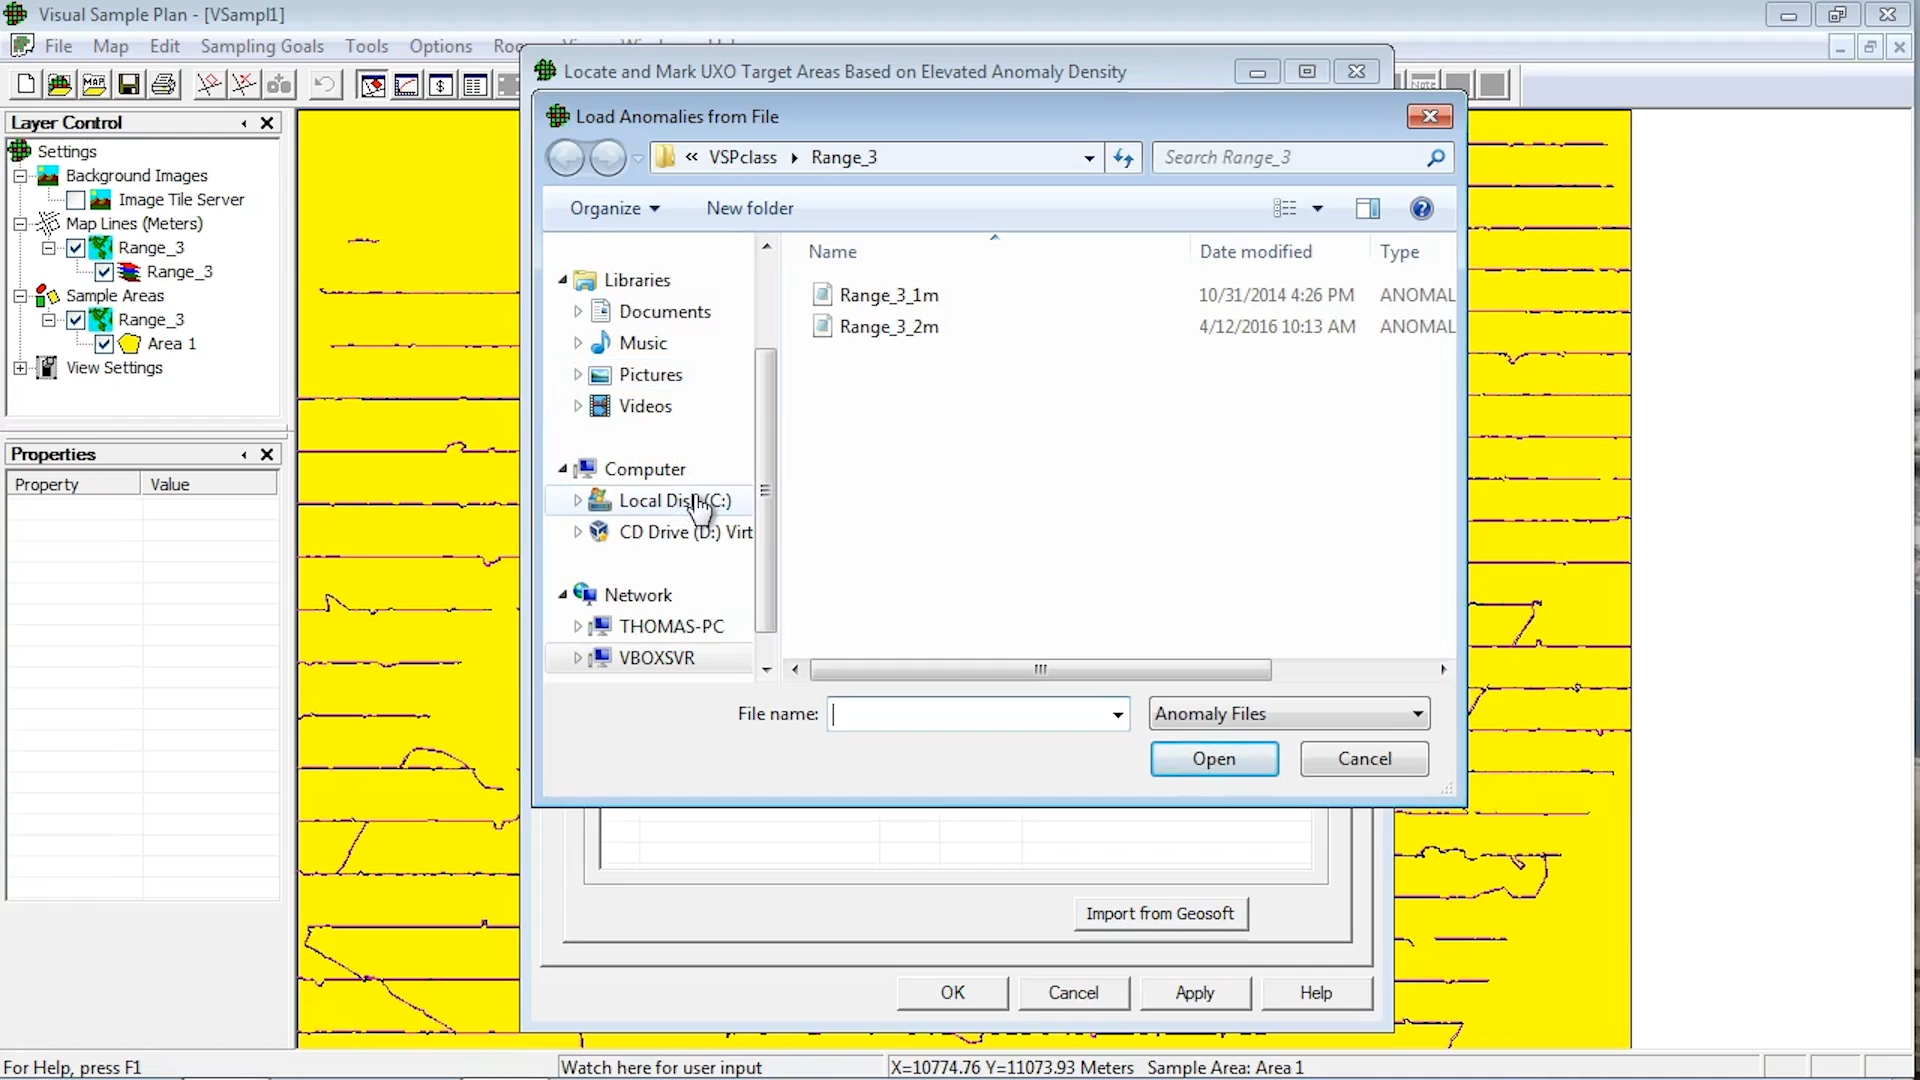 Visual Sample Plan - [VSampl1]
File Map Edit Sampling Goals Tools Options
Locate and Mark UXO Target Areas Based on Elevated Anomaly Density
Load Anomalies from File
« VSPclass Range_3
Search Range_3
Organize
New folder
Name
Date modified
Type
Range_3_1m
10/31/2014 4:26 PM
ANOMAL
Range_3_2m
4/12/2016 10:13 AM
ANOMAL
Libraries
Documents
Music
Pictures
Videos
Computer
Local Disk (C:)
CD Drive (D:) Virt
Network
THOMAS-PC
VBOXSVR
File name:
Anomaly Files
Open
Cancel
Import from Geosoft
OK
Cancel
Apply
Help
Note
Layer Control
Settings
Background Images
Image Tile Server
Map Lines (Meters)
Range_3
Range_3
Sample Areas
Range_3
Area 1
View Settings
Properties
Property
Value
For Help, press F1
Watch here for user input
X=10774.76 Y=11073.93 Meters
Sample Area: Area 1